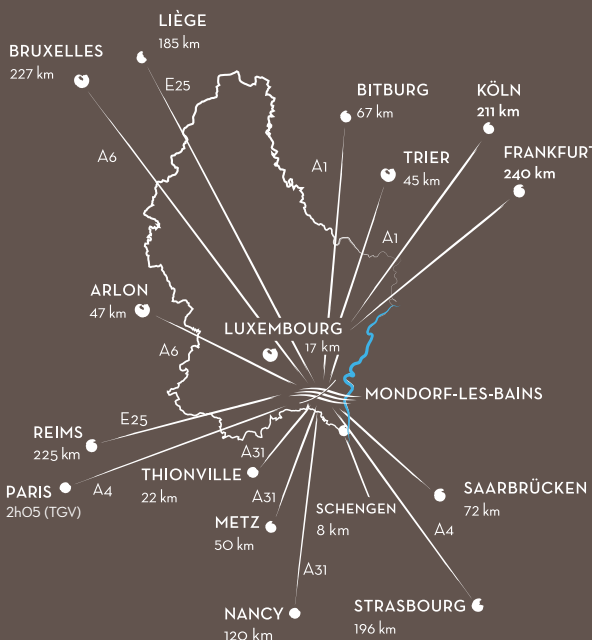 LIÈGE
185 km
BRUXELLES
227 km
E25
BITBURG
67 km
KÖLN
211 km
A6
A1
TRIER
45 km
FRANKFURT
240 km
A1
ARLON
47 km
LUXEMBOURG
17 km
A6
MONDORF-LES-BAINS
E25
REIMS
225 km
A31
THIONVILLE
22 km
PARIS
2h05 (TGV)
A4
A31
METZ
50 km
SCHENGEN
8 km
SAARBRÜCKEN
72 km
A4
A31
NANCY
120 km
STRASBOURG
196 km